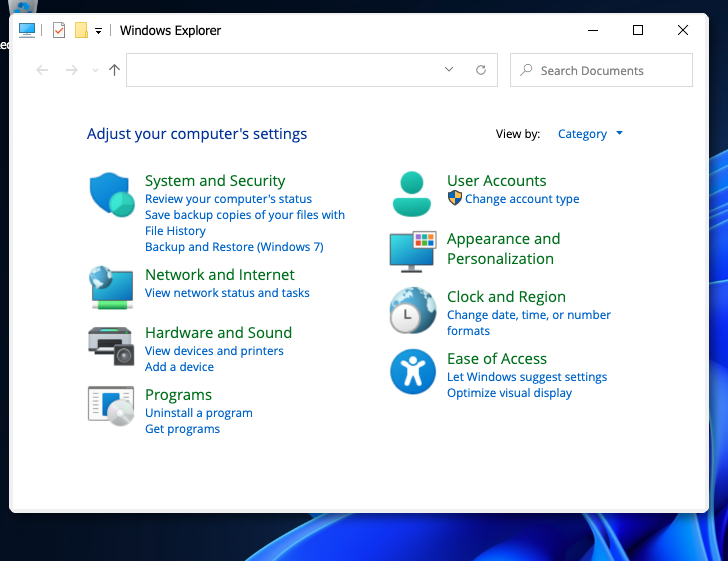 Windows Explorer
Search Documents
Adjust your computer's settings
View by: Category
System and Security
Review your computer's status
Save backup copies of your files with
File History
Backup and Restore (Windows 7)
Network and Internet
View network status and tasks
Hardware and Sound
View devices and printers
Add a device
Programs
Uninstall a program
Get programs
User Accounts
Change account type
Appearance and
Personalization
Clock and Region
Change date, time, or number
formats
Ease of Access
Let Windows suggest settings
Optimize visual display